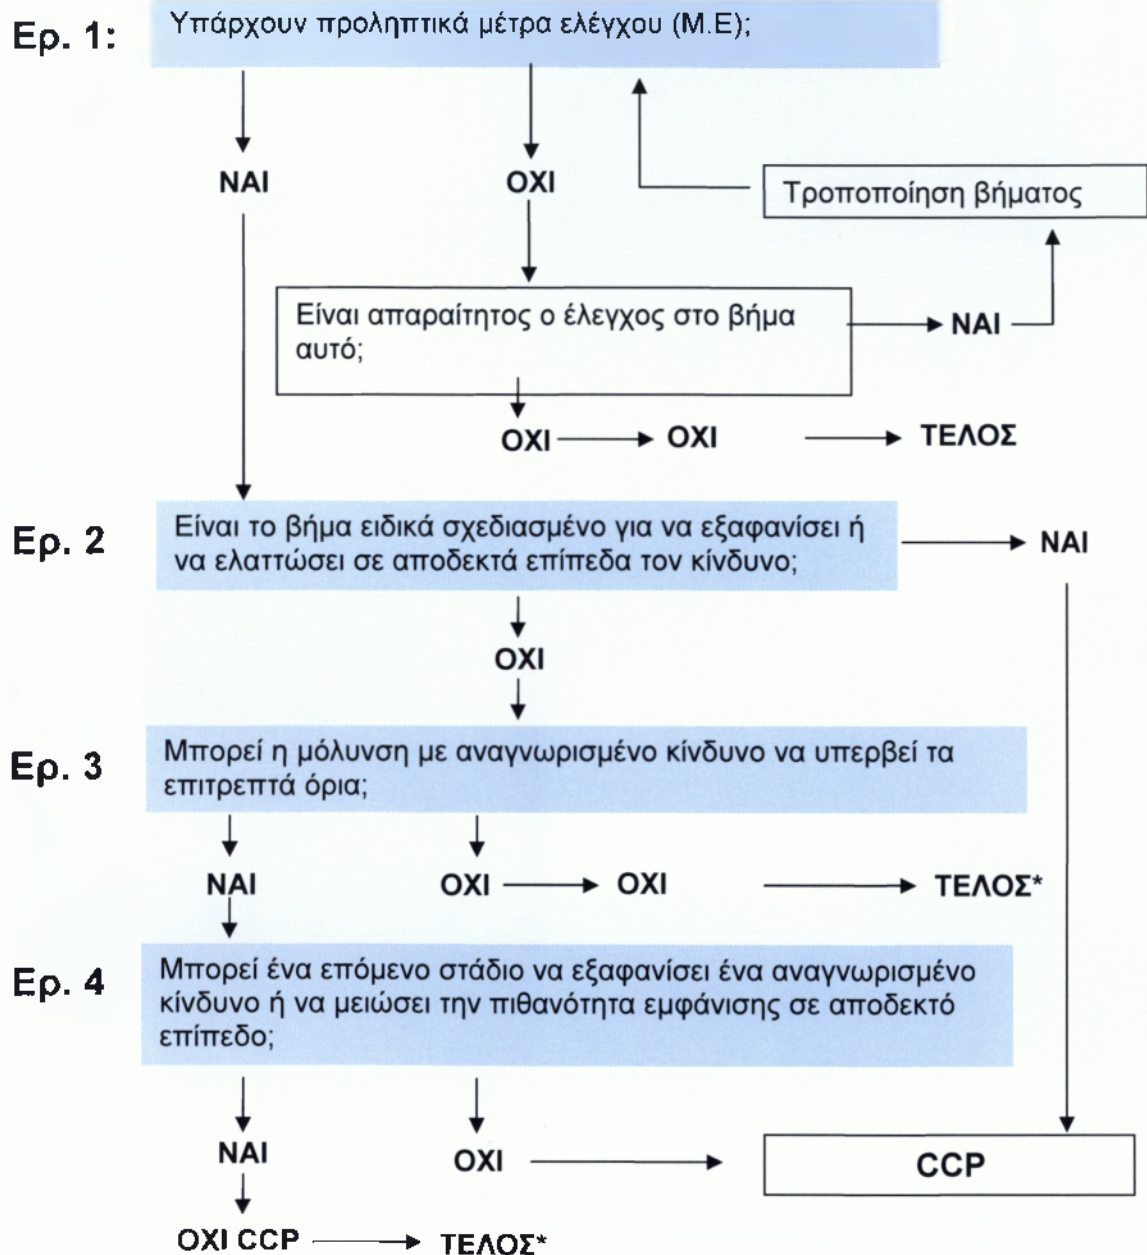 Ερ. 1:
Υπάρχουν προληπτικά μέτρα ελέγχου (Μ.Ε);
ΝΑΙ
ΟΧΙ
Τροποποίηση βήματος
Είναι απαραίτητος ο έλεγχος στο βήμα
αυτό;
ΝΑΙ
ΟΧΙ
ΟΧΙ
ΤΕΛΟΣ
Ερ. 2
Είναι το βήμα ειδικά σχεδιασμένο για να εξαφανίσει ή
να ελαττώσει σε αποδεκτά επίπεδα τον κίνδυνο;
ΝΑΙ
ΟΧΙ
Ερ. 3
Μπορεί η μόλυνση με αναγνωρισμένο κίνδυνο να υπερβεί τα
επιτρεπτά όρια;
ΝΑΙ
ΟΧΙ
ΟΧΙ
ΤΕΛΟΣ*
Ερ. 4
Μπορεί ένα επόμενο στάδιο να εξαφανίσει ένα αναγνωρισμένο
κίνδυνο ή να μειώσει την πιθανότητα εμφάνισης σε αποδεκτό
επίπεδο;
ΝΑΙ
ΟΧΙ
CCP
ΟΧΙ CCP
ΤΕΛΟΣ*